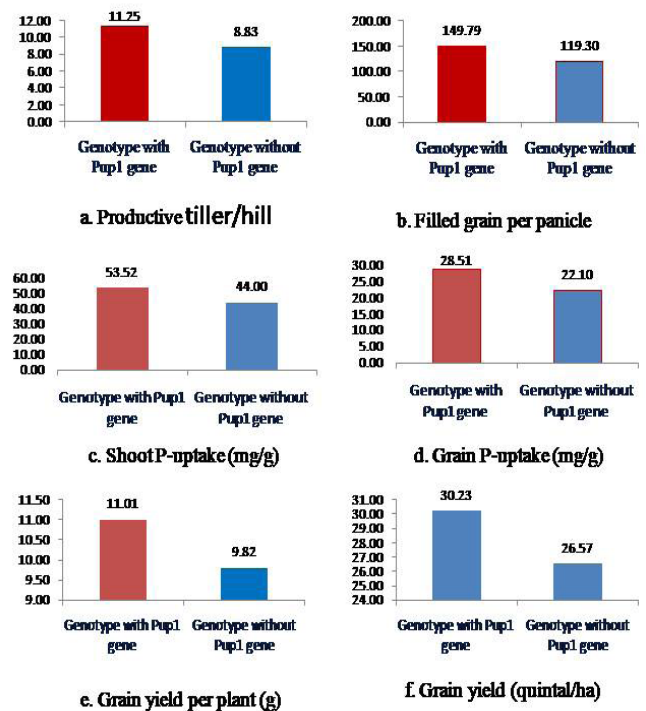 12.00
10.00
8.00
6.00
4.00
2.00
0.00
11.25
8.83
Genotype with
Pup1 gene
Genotype without
Pup1 gene
a. Productive tiller/hill
200.00
150.00
100.00
50.00
0.00
149.79
119.30
Genotype with
Pup1 gene
Genotype without
Pup1 gene
b. Filled grain per panicle
60.00
50.00
40.00
30.00
20.00
10.00
0.00
53.52
44.00
Genotype with Pup1
gene
Genotype without
Pup1 gene
c. Shoot P-uptake (mg/g)
30.00
25.00
20.00
15.00
10.00
5.00
0.00
28.51
22.10
Genotype with
Pup1 gene
Genotype without
Pup1 gene
d. Grain P-uptake (mg/g)
11.50
11.00
10.50
10.00
9.50
9.00
11.01
9.82
Genotype with Pup1
gene
Genotype without
Pup1 gene
e. Grain yield per plant (g)
31.00
30.00
29.00
28.00
27.00
26.00
25.00
24.00
30.23
26.57
Genotype with Pup1
gene
Genotype without
Pup1 gene
f. Grain yield (quintal/ha)